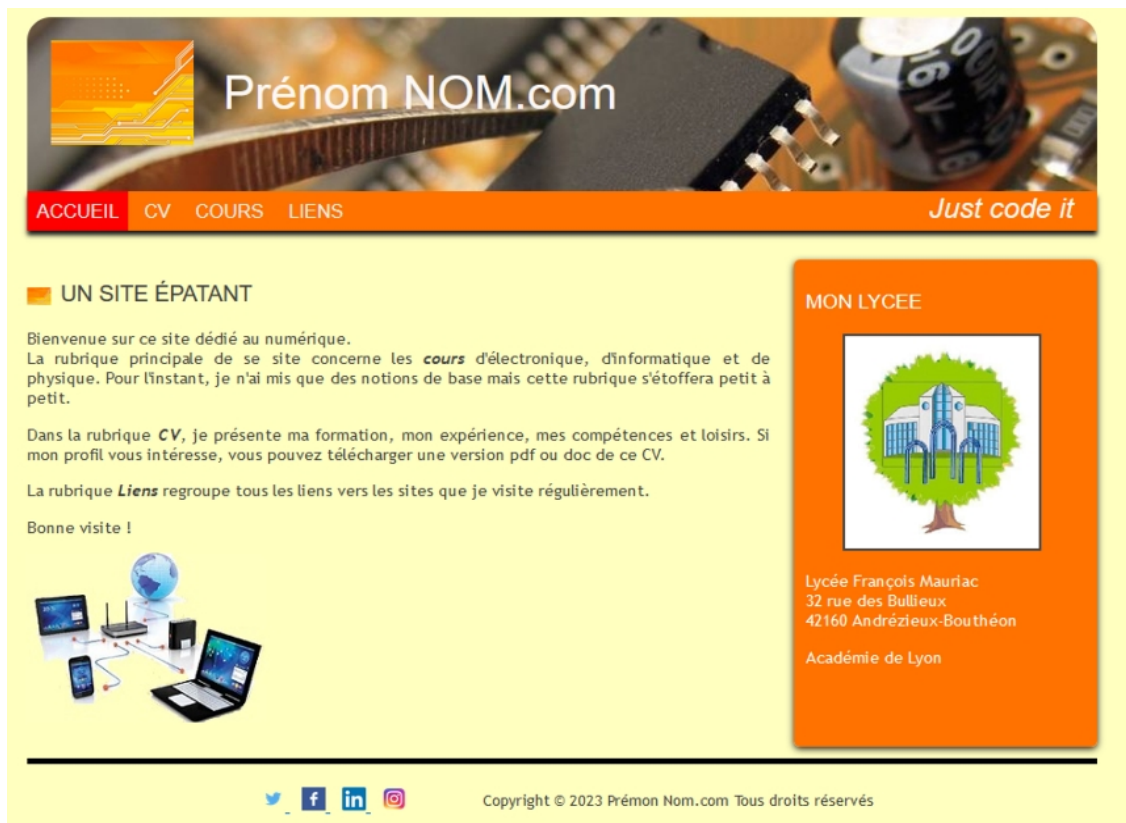 Prénom NOM.com
ACCUEIL CV COURS LIENS
Just code it
UN SITE ÉPATANT
Bienvenue sur ce site dédié au numérique.
La rubrique principale de se site concerne les cours d'électronique, d'informatique et de
physique. Pour l'instant, je n'ai mis que des notions de base mais cette rubrique s'étoffera petit à
petit.
Dans la rubrique CV, je présente ma formation, mon expérience, mes compétences et loisirs. Si
mon profil vous intéresse, vous pouvez télécharger une version pdf ou doc de ce CV.
La rubrique Liens regroupe tous les liens vers les sites que je visite régulièrement.
Bonne visite !
MON LYCEE
Lycée François Mauriac
32 rue des Bullieux
42160 Andrézieux-Bouthéon
Académie de Lyon
Copyright © 2023 Prémon Nom.com Tous droits réservés